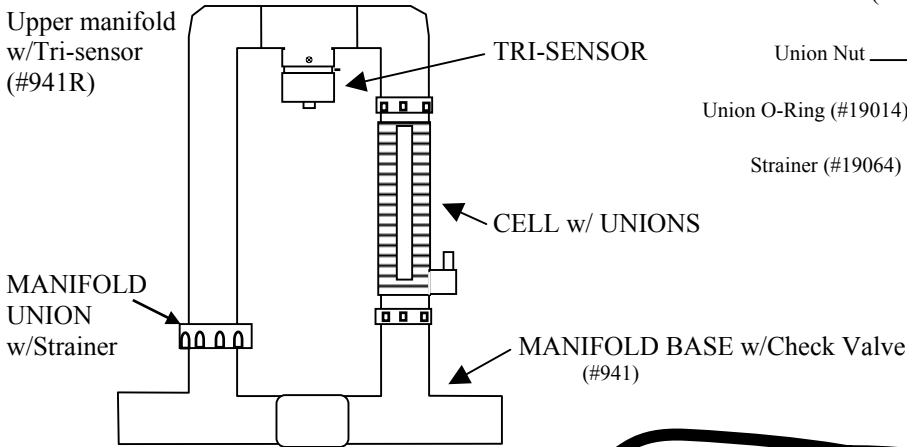 Upper manifold
w/Tri-sensor
(#941R)
TRI-SENSOR
Union Nut
Union O-Ring (#19014)
Strainer (#19064)
CELL w/ UNIONS
MANIFOLD
UNION
w/Strainer
MANIFOLD BASE w/Check Valve
(#941)